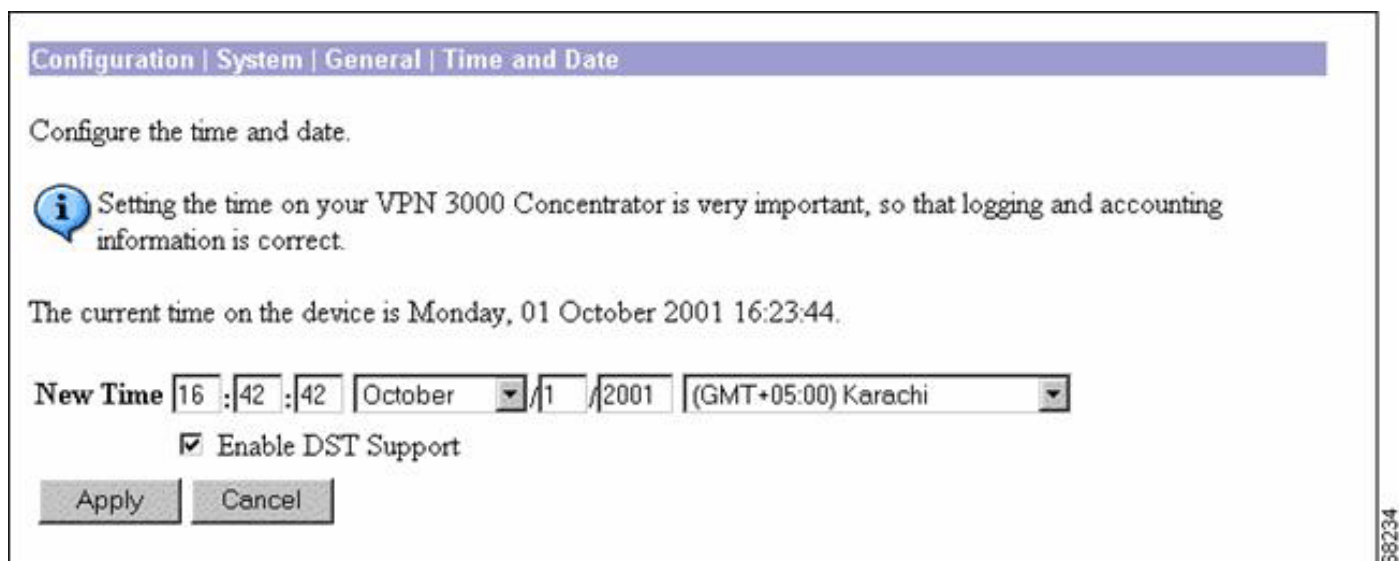 Configuration | System | General | Time and Date
Configure the time and date.
Setting the time on your VPN 3000 Concentrator is very important, so that logging and accounting
information is correct.
The current time on the device is Monday, 01 October 2001 16:23:44.
New Time 16 : 42 : 42 October / 1 / 2001 (GMT+05:00) Karachi
Enable DST Support
Apply Cancel
68234